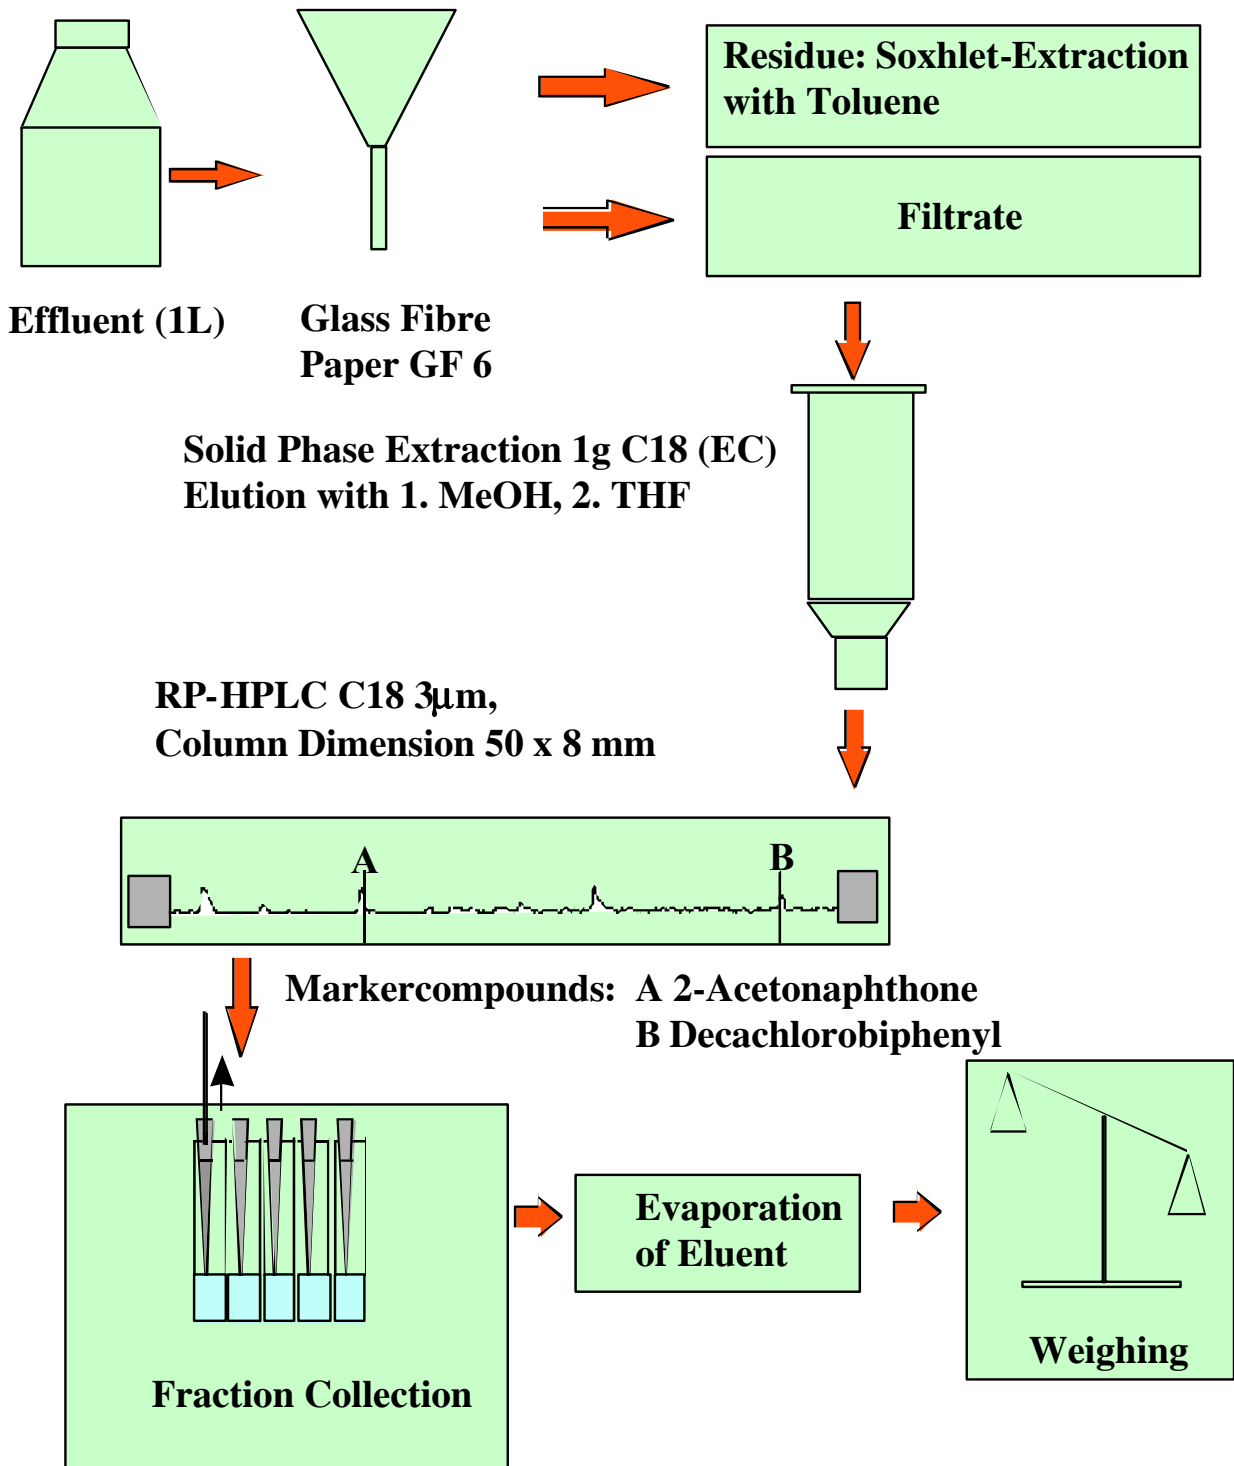 Residue: Soxhlet-Extraction
with Toluene
Filtrate
Effluent (1L)
Glass Fibre
Paper GF 6
Solid Phase Extraction 1g C18 (EC)
Elution with 1. MeOH, 2. THF
RP-HPLC C18 3μm,
Column Dimension 50 x 8 mm
A
B
Markercompounds: A 2-Acetonaphthone
B Decachlorobiphenyl
Fraction Collection
Evaporation
of Eluent
Weighing